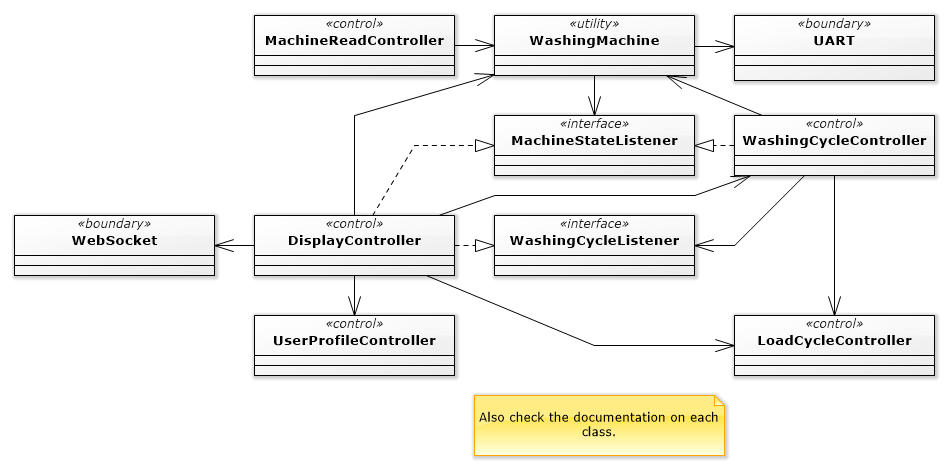 «control»
MachineReadController
«utility»
WashingMachine
«boundary»
UART
«interface»
MachineStateListener
«control»
WashingCycleController
«boundary»
WebSocket
«control»
DisplayController
«interface»
WashingCycleListener
«control»
UserProfileController
«control»
LoadCycleController
Also check the documentation on each
class.